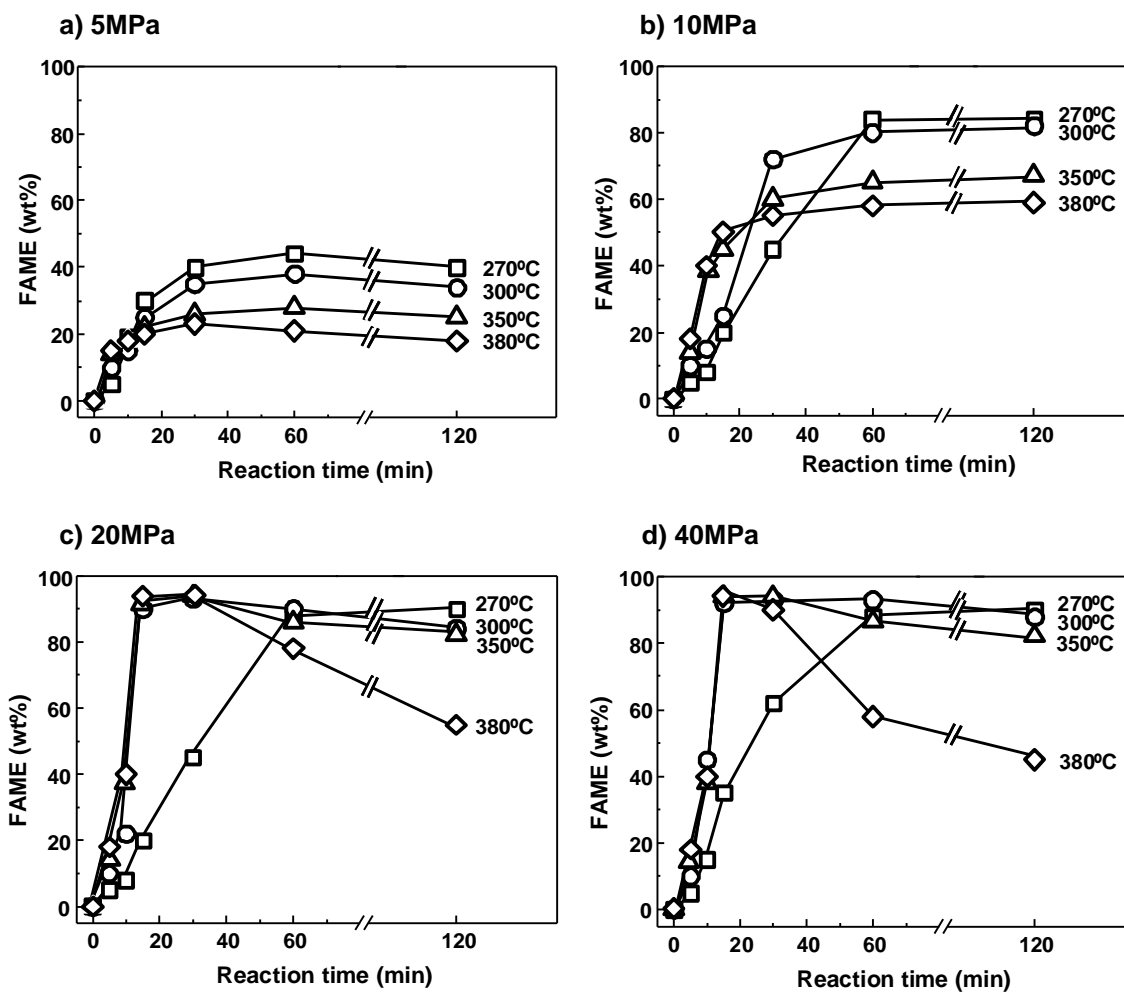 a) 5MPa
100
80
60
40
20
0
FAME (wt%)
270ºC
300ºC
350ºC
380ºC
0 20 40 60 120
Reaction time (min)
b) 10MPa
100
80
60
40
20
0
FAME (wt%)
270ºC
300ºC
350ºC
380ºC
0 20 40 60 120
Reaction time (min)
c) 20MPa
100
80
60
40
20
0
FAME (wt%)
270ºC
300ºC
350ºC
380ºC
0 20 40 60 120
Reaction time (min)
d) 40MPa
100
80
60
40
20
0
FAME (wt%)
270ºC
300ºC
350ºC
380ºC
0 20 40 60 120
Reaction time (min)